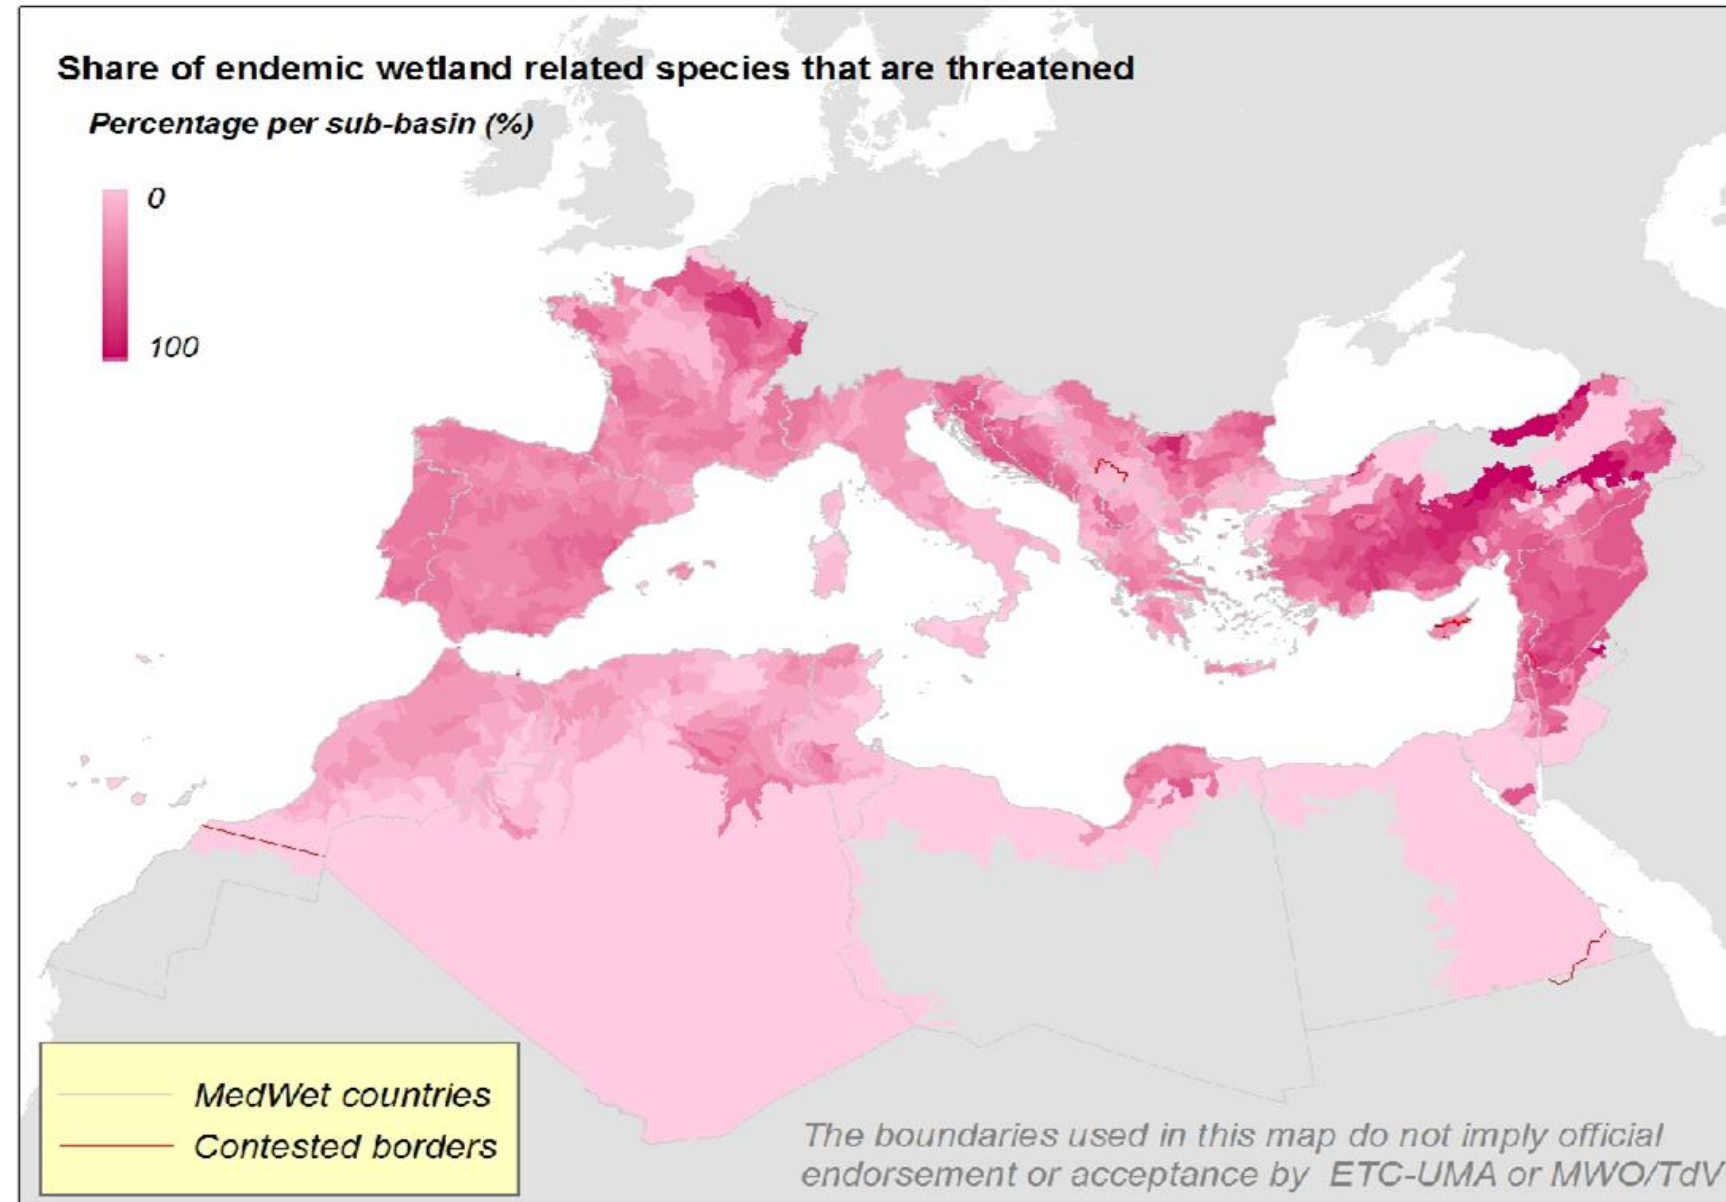 Share of endemic wetland related species that are threatened
Percentage per sub-basin (%)
0
100
MedWet countries
Contested borders
The boundaries used in this map do not imply official
endorsement or acceptance by ETC-UMA or MWO/TdV